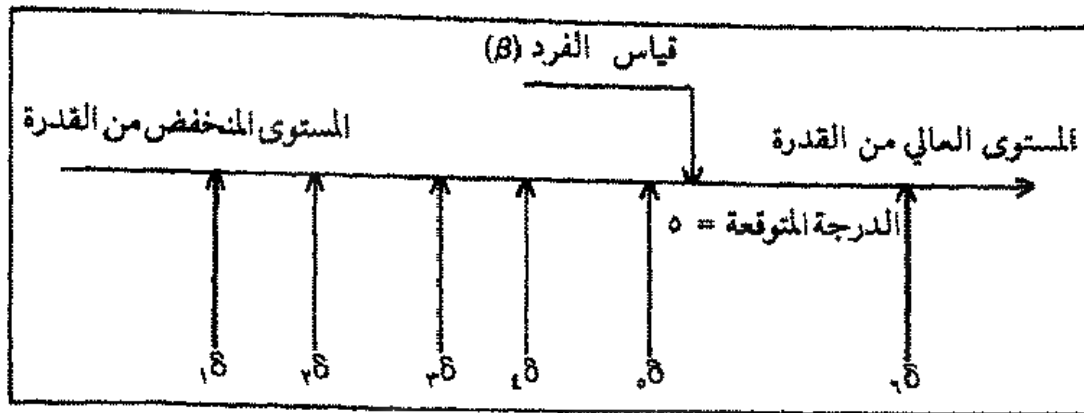 قياس الفرد (β)
المستوى المنخفض من القدرة
المستوى العالي من القدرة
الدرجة المتوقعة = ٥
δ١ δ٢ δ٣ δ٤ δ٥ δ٦